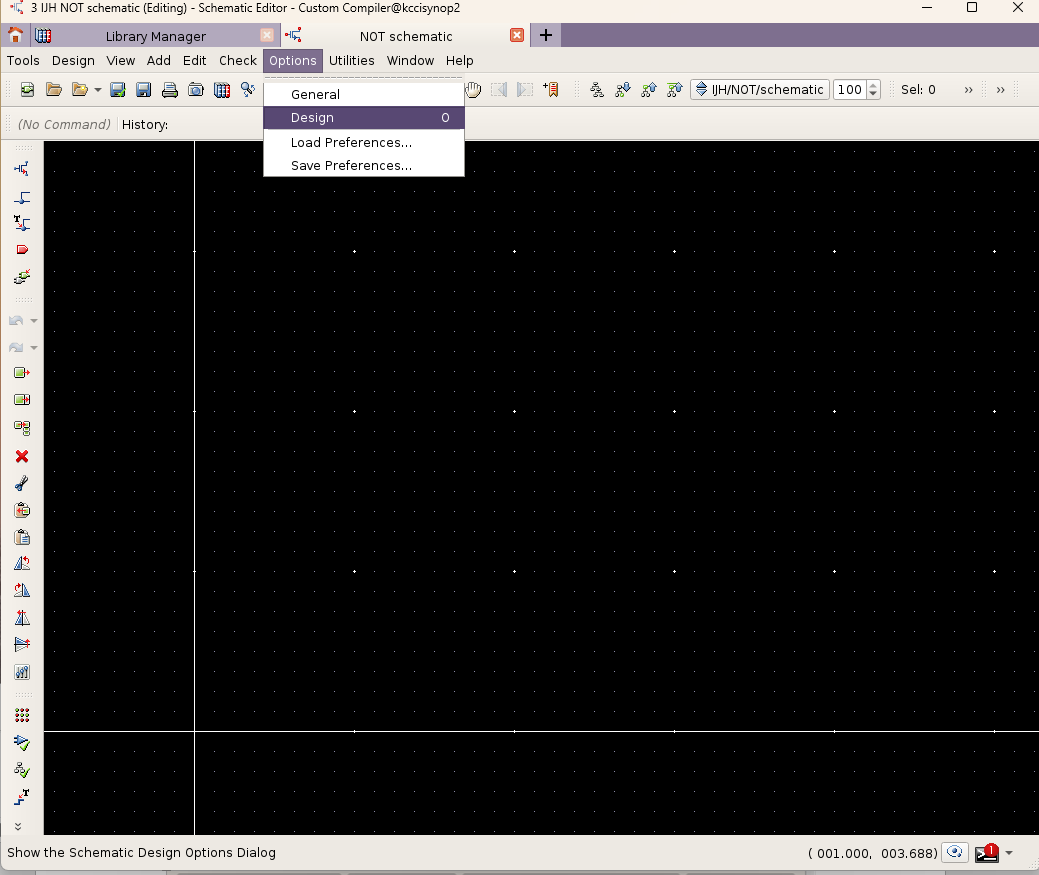 3 IJH NOT schematic (Editing) - Schematic Editor - Custom Compiler@kccisynop2
Library Manager
NOT schematic
Tools Design View Add Edit Check Options Utilities Window Help
IJH/NOT/schematic 100 Sel: 0
(No Command) History:
General
Design O
Load Preferences...
Save Preferences...
Show the Schematic Design Options Dialog
( 001.000, 003.688)
1